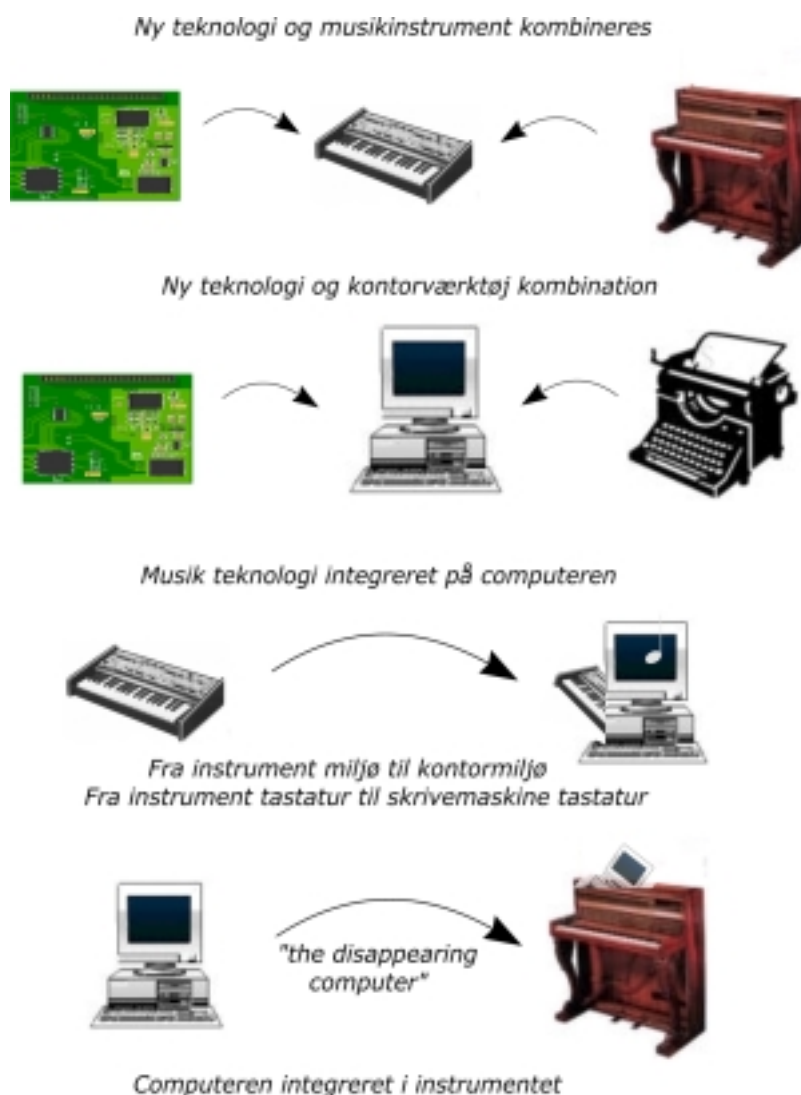 Ny teknologi og musikinstrument kombineres
Ny teknologi og kontorværktøj kombination
Musik teknologi integreret på computeren
Fra instrument miljø til kontormiljø
Fra instrument tastatur til skrivemaskine tastatur
"the disappearing
computer"
Computeren integreret i instrumentet